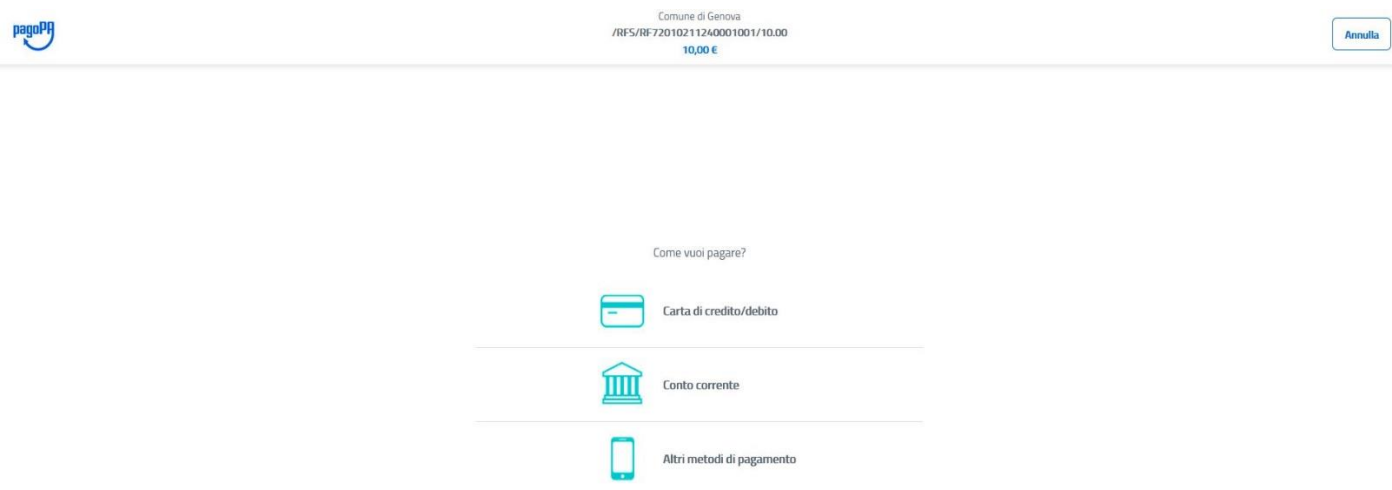 pagoPA
Comune di Genova
/RFS/RF72010211240001001/10.00
10,00 €
Annulla
Come vuoi pagare?
Carta di credito/debito
Conto corrente
Altri metodi di pagamento